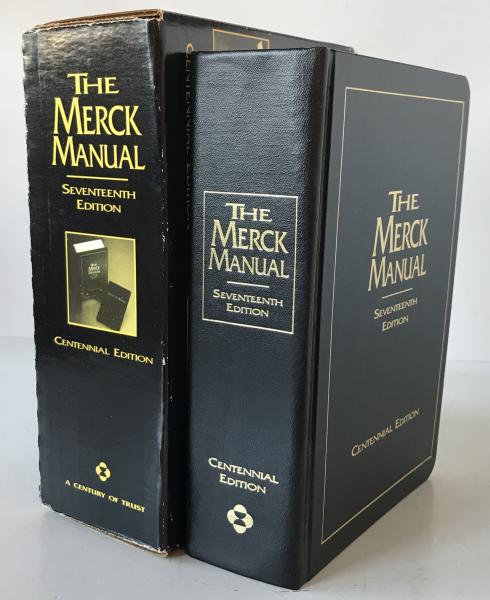 THE
MERCK
MANUAL
SEVENTEENTH
EDITION
CENTENNIAL EDITION
A CENTURY OF TRUST
CENTENNIAL EDITION
THE
MERCK
MANUAL
SEVENTEENTH
EDITION
CENTENNIAL
EDITION
THE
MERCK
MANUAL
SEVENTEENTH
EDITION
CENTENNIAL EDITION